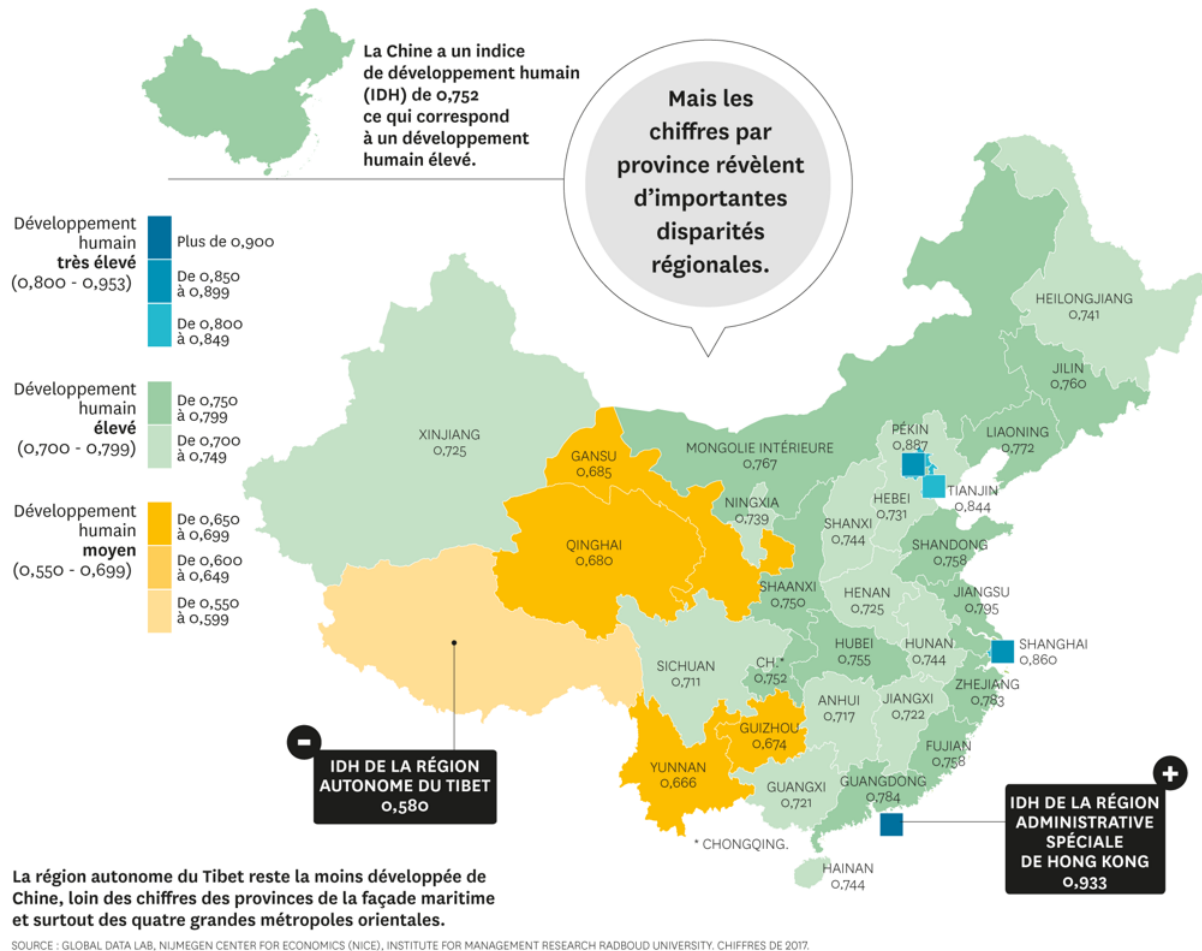 La Chine a un indice
de développement humain
(IDH) de 0,752
ce qui correspond
à un développement
humain élevé.
Mais les
chiffres par
province révèlent
d'importantes
disparités
régionales.
Développement
humain
très élevé
(0,800 - 0,953)
Plus de 0,900
De 0,850
à 0,899
De 0,800
à 0,849
Développement
humain
élevé
(0,700 - 0,799)
De 0,750
à 0,799
De 0,700
à 0,749
Développement
humain
moyen
(0,550 - 0,699)
De 0,650
à 0,699
De 0,600
à 0,649
De 0,550
à 0,599
HEILONGJIANG
0,741
JILIN
0,760
LIAONING
0,772
PÉKIN
0,887
TIANJIN
0,844
XINJIANG
0,725
GANSU
0,685
MONGOLIE INTÉRIEURE
0,767
NINGXIA
0,739
HEBEI
0,731
SHANXI
0,744
SHANDONG
0,758
QINGHAI
0,680
SHAANXI
0,750
HENAN
0,725
JIANGSU
0,795
SICHUAN
0,711
CH.*
0,752
HUBEI
0,755
HUNAN
0,744
SHANGHAI
0,860
ZHEJIANG
0,783
ANHUI
0,717
JIANGXI
0,722
GUIZHOU
0,674
FUJIAN
0,758
YUNNAN
0,666
GUANGXI
0,721
GUANGDONG
0,784
* CHONGQING.
HAINAN
0,744
-
IDH DE LA RÉGION
AUTONOME DU TIBET
0,580
+
IDH DE LA RÉGION
ADMINISTRATIVE
SPÉCIALE
DE HONG KONG
0,933
La région autonome du Tibet reste la moins développée de
Chine, loin des chiffres des provinces de la façade maritime
et surtout des quatre grandes métropoles orientales.
SOURCE : GLOBAL DATA LAB, NIJMEGEN CENTER FOR ECONOMICS (NICE), INSTITUTE FOR MANAGEMENT RESEARCH RADBOUD UNIVERSITY. CHIFFRES DE 2017.